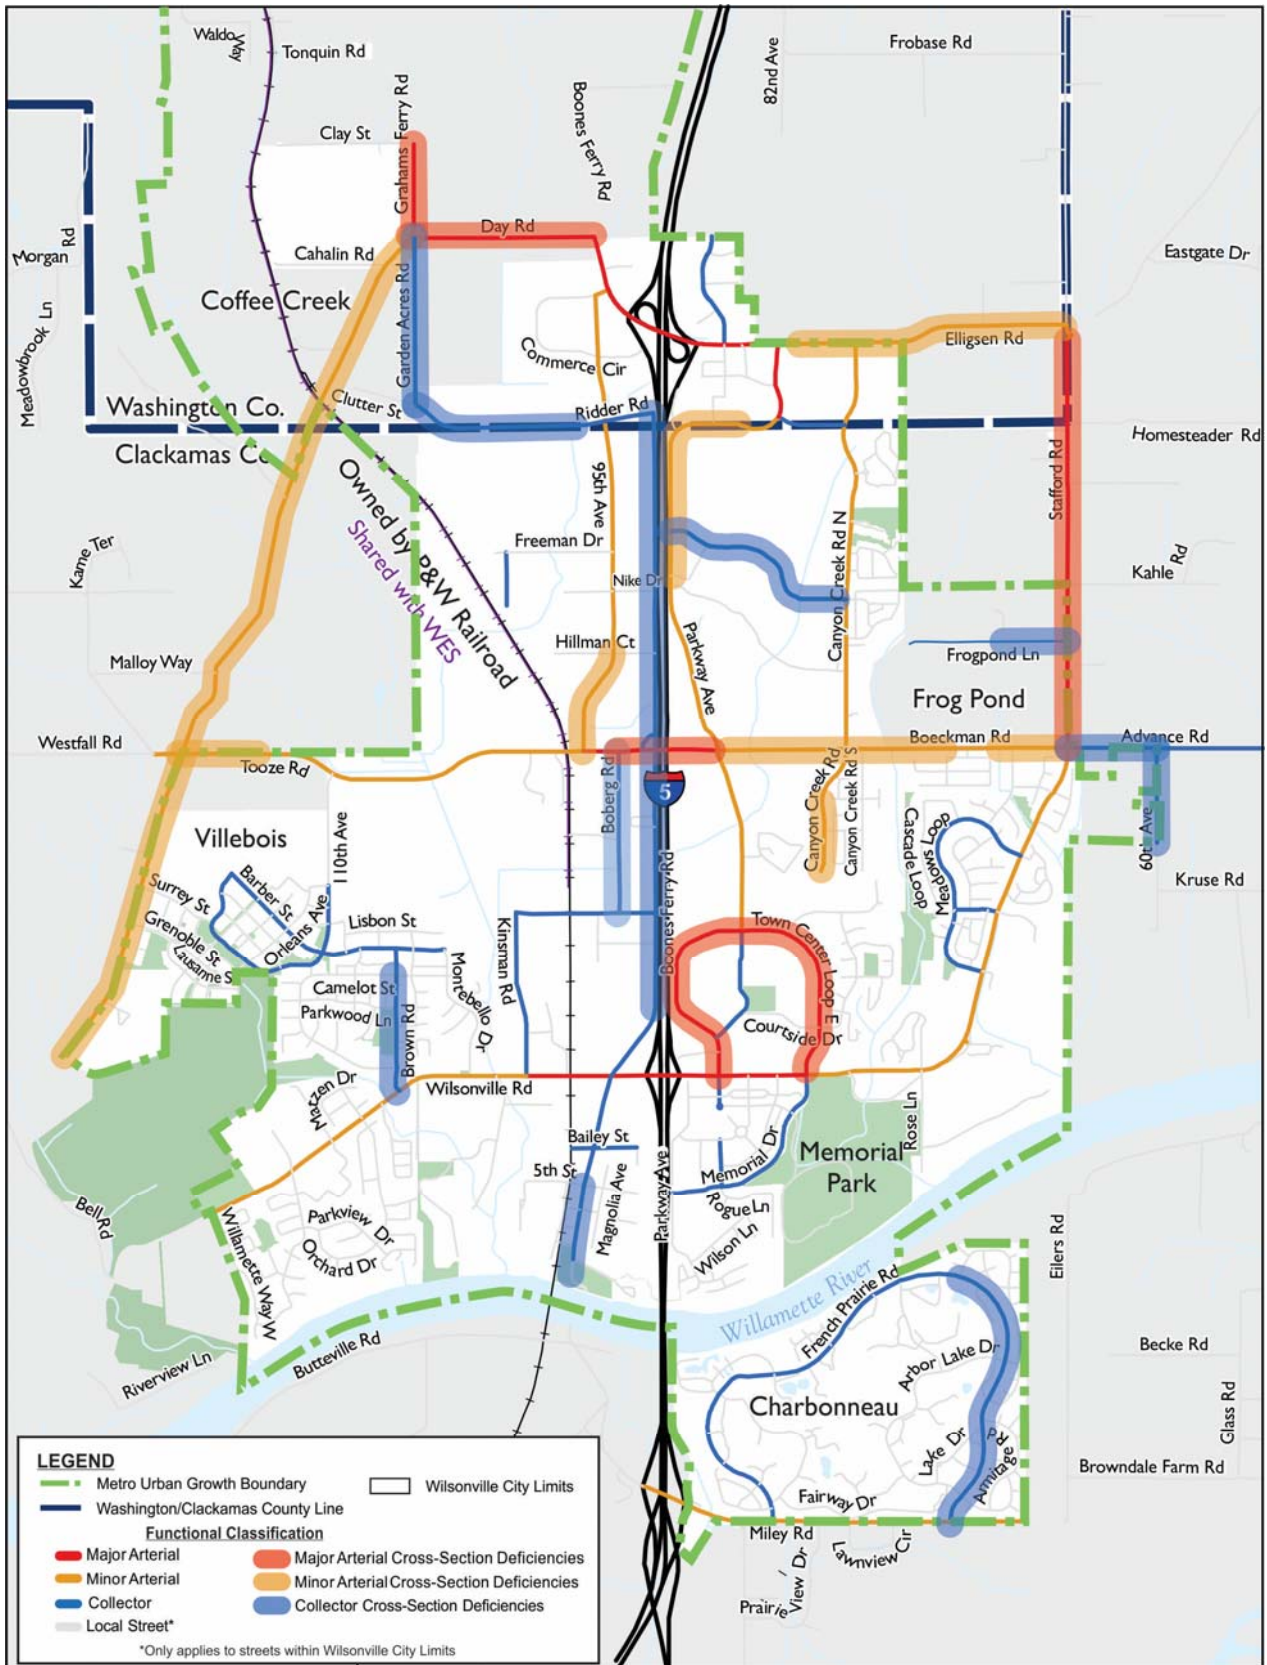 Waldo
Way
Tonquin Rd
Frobase Rd
82nd Ave
Boones Ferry Rd
Grahams Ferry Rd
Clay St
Day Rd
Morgan
Rd
Cahalin Rd
Eastgate Dr
Coffee Creek
Garden Acres Rd
Meadowbrook Ln
Elligsen Rd
Commerce Cir
Washington Co.
Clutter St
Ridder Rd
Clackamas Co
Homesteader Rd
Stafford Rd
Owned by P&W Railroad
Shared with WES
95th Ave
Canyon Creek Rd N
Kame Ter
Freeman Dr
Nike Dr
Kahle Rd
Hillman Ct
Parkway Ave
Malloy Way
Frogpond Ln
Frog Pond
Westfall Rd
Boeckman Rd
Advance Rd
Tooze Rd
Boberg Rd
5
Canyon Creek Rd
Canyon Creek Rd S
Villebois
110th Ave
Cascade Loop
Meadows Loop
60th Ave
Kruse Rd
Surrey St
Barber St
Grenoble St
Orleans Ave
Lausanne S
Lisbon St
Kinsman Rd
Boones Ferry Rd
Town Center Loop E
Camelot St
Parkwood Ln
Montebello Dr
Brown Rd
Courtside Dr
Wilsonville Rd
Matzen Dr
Rose Ln
Bailey St
Memorial
Park
5th St
Magnolia Ave
Parkway Ave
Memorial Dr
Rogue Ln
Wilson Ln
Bell Rd
Parkview Dr
Orchard Dr
Willamette Way W
Eilers Rd
Willamette River
French Prairie Rd
Butteville Rd
Riverview Ln
Arbor Lake Dr
Becke Rd
Charbonneau
Glass Rd
Lake Dr
Armitage Rd
Browndale Farm Rd
Fairway Dr
Miley Rd
Lawnview Cir
Prairie View Dr
LEGEND
Metro Urban Growth Boundary
Wilsonville City Limits
Washington/Clackamas County Line
Functional Classification
Major Arterial
Major Arterial Cross-Section Deficiencies
Minor Arterial
Minor Arterial Cross-Section Deficiencies
Collector
Collector Cross-Section Deficiencies
Local Street*
*Only applies to streets within Wilsonville City Limits